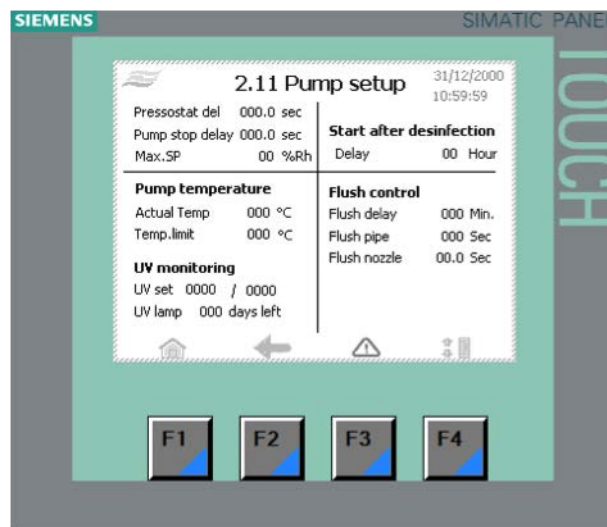 SIEMENS
SIMATIC PANEL
TOUCH
2.11 Pump setup
31/12/2000
10:59:59
Pressostat del 000.0 sec
Pump stop delay 000.0 sec
Max.SP 00 %Rh
Start after desinfection
Delay 00 Hour
Pump temperature
Actual Temp 000 °C
Temp.limit 000 °C
UV monitoring
UV set 0000 / 0000
UV lamp 000 days left
Flush control
Flush delay 000 Min.
Flush pipe 000 Sec
Flush nozzle 00.0 Sec
F1
F2
F3
F4